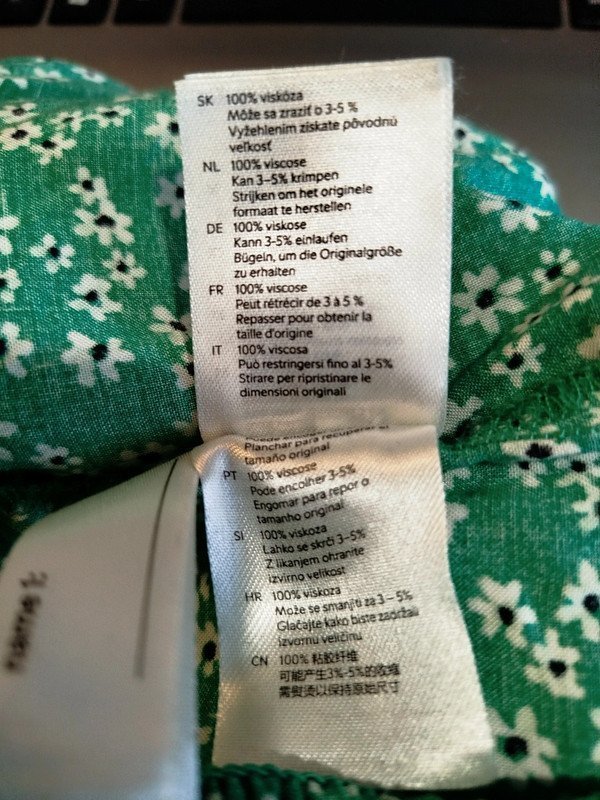 SK 100% viskóza
Môže sa zraziť o 3-5 %
Vyžehlením získate pôvodnú
veľkosť
NL 100% viscose
Kan 3-5% krimpen
Strijken om het originele
formaat te herstellen
DE 100% viskose
Kann 3-5% einlaufen
Bügeln, um die Originalgröße
zu erhalten
FR 100% viscose
Peut rétrécir de 3 à 5 %
Repasser pour obtenir la
taille d'origine
IT 100% viscosa
Può restringersi fino al 3-5%
Stirare per ripristinare le
dimensioni originali
Planchar para recuperar el
tamaño original
PT 100% viscose
Pode encolher 3-5%
Engomar para repor o
tamanho original
SI 100% viskoza
Lahko se skrči 3-5%
Z likanjem ohranite
izvirno velikost
HR 100% viskoza
Može se smanjiti za 3 - 5%
Glačajte kako biste zadržali
izvornu veličinu
CN 100% 粘胶纤维
可能产生3%-5%的收缩
需熨烫以保持原始尺寸
name 1: